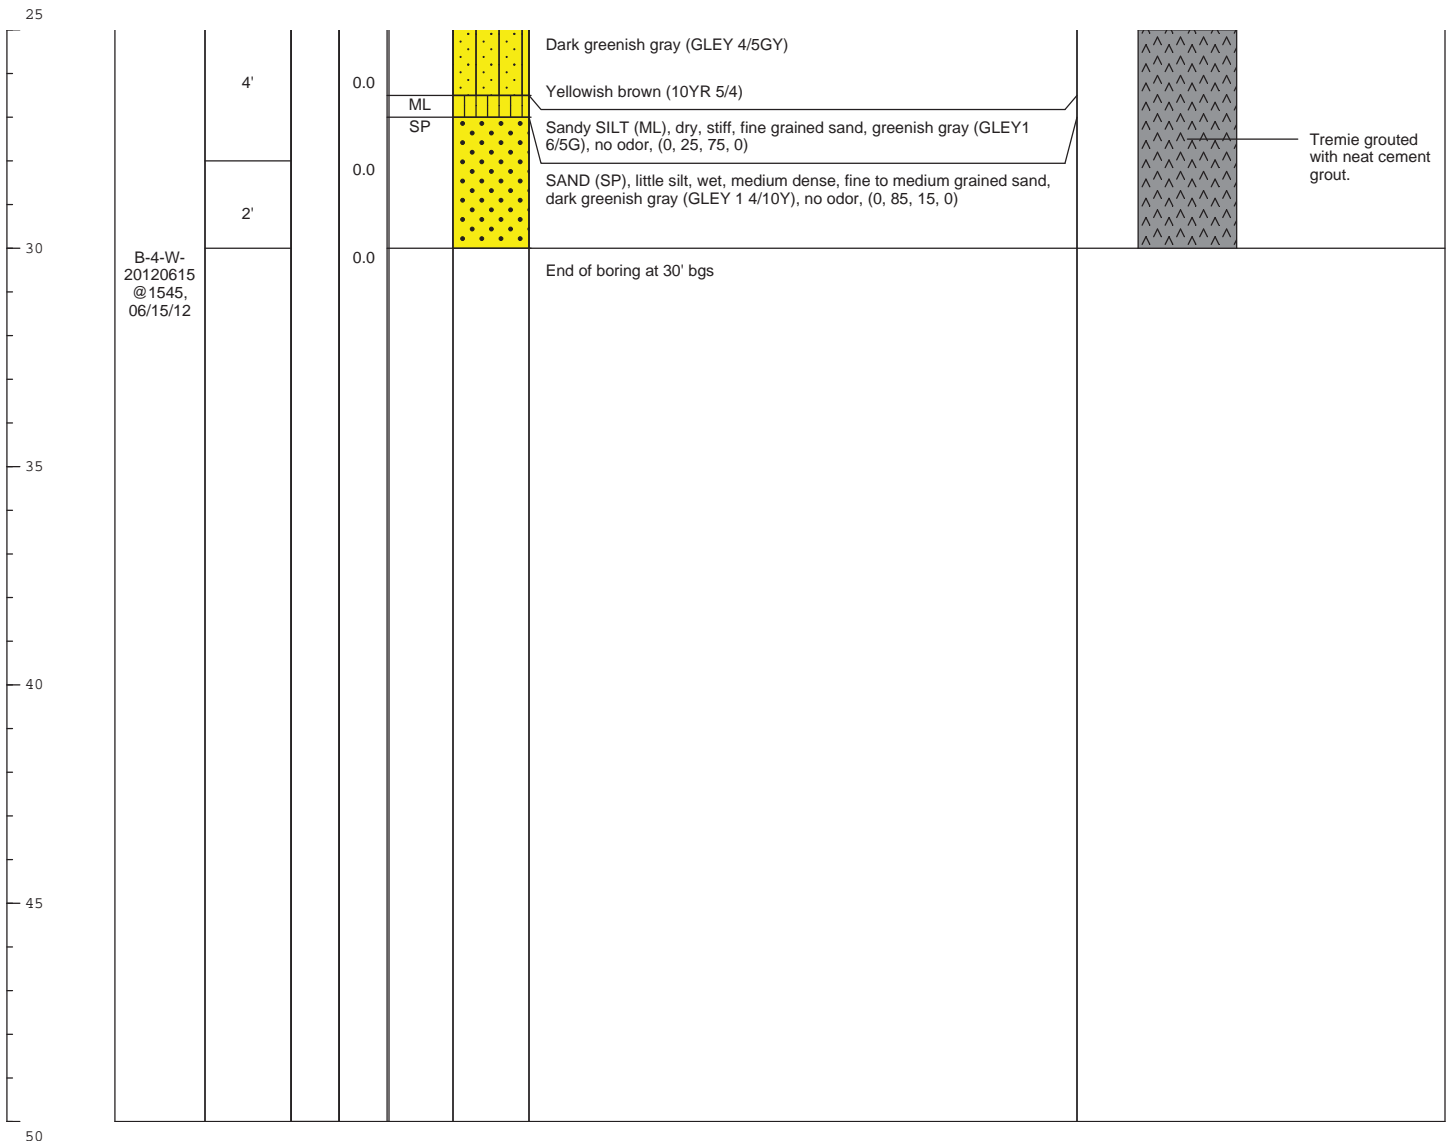 25
Dark greenish gray (GLEY 4/5GY)
4'
0.0
Yellowish brown (10YR 5/4)
ML
SP
Sandy SILT (ML), dry, stiff, fine grained sand, greenish gray (GLEY1
6/5G), no odor, (0, 25, 75, 0)
Tremie grouted
with neat cement
grout.
0.0
SAND (SP), little silt, wet, medium dense, fine to medium grained sand,
dark greenish gray (GLEY 1 4/10Y), no odor, (0, 85, 15, 0)
2'
30
B-4-W-
20120615
@1545,
06/15/12
0.0
End of boring at 30' bgs
35
40
45
50